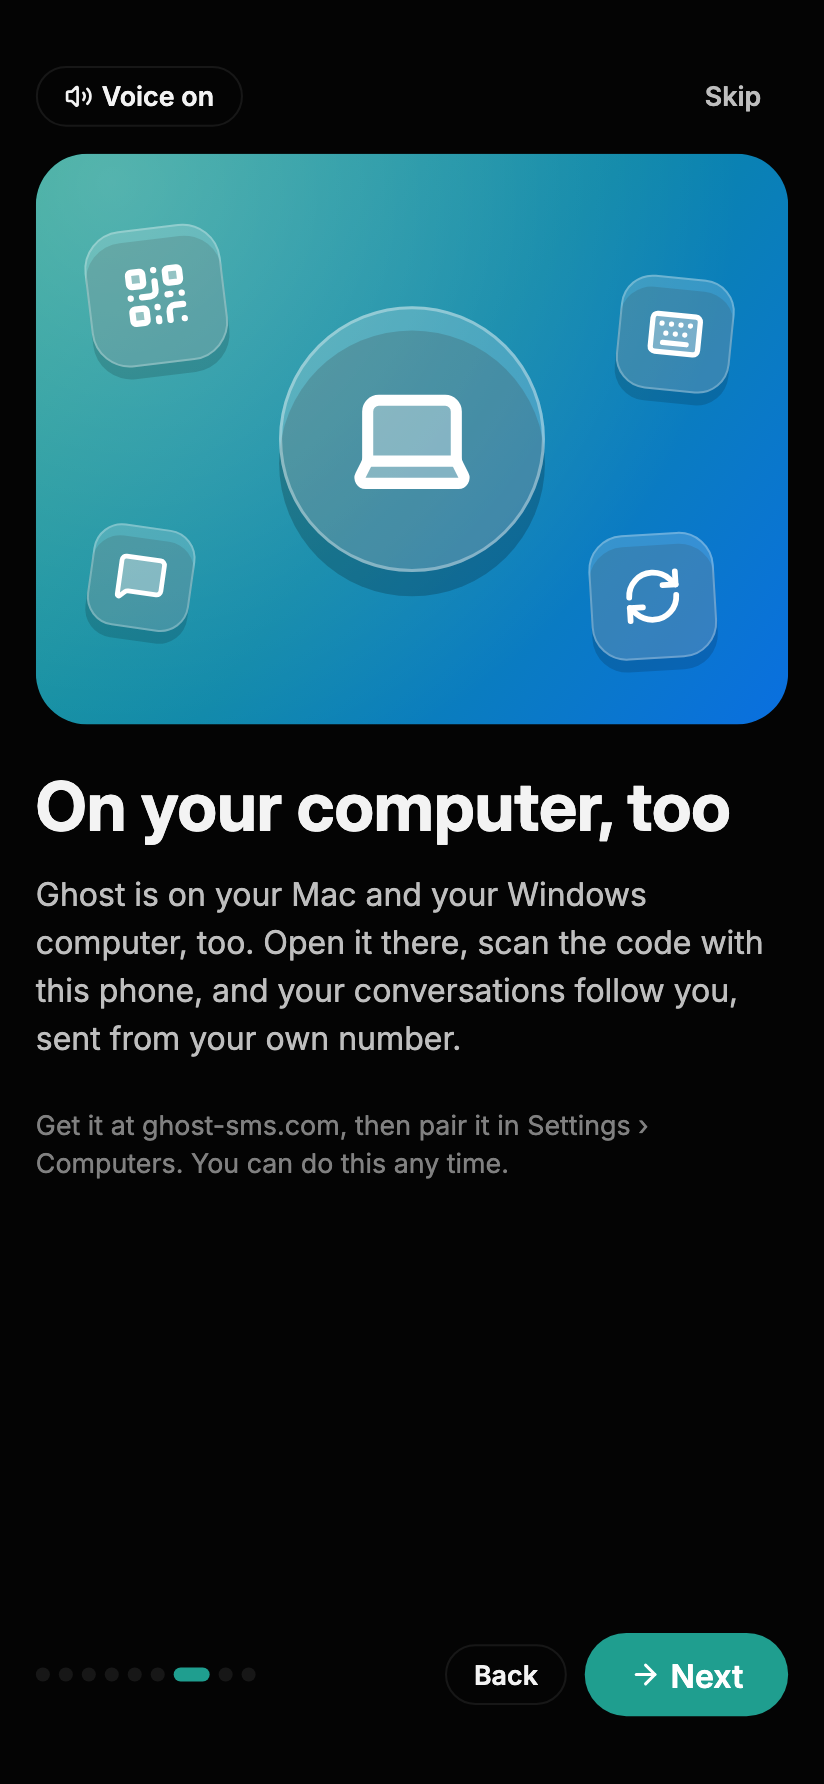 Voice on
Skip
On your computer, too
Ghost is on your Mac and your Windows
computer, too. Open it there, scan the code with
this phone, and your conversations follow you,
sent from your own number.
Get it at ghost-sms.com, then pair it in Settings ›
Computers. You can do this any time.
Back
Next